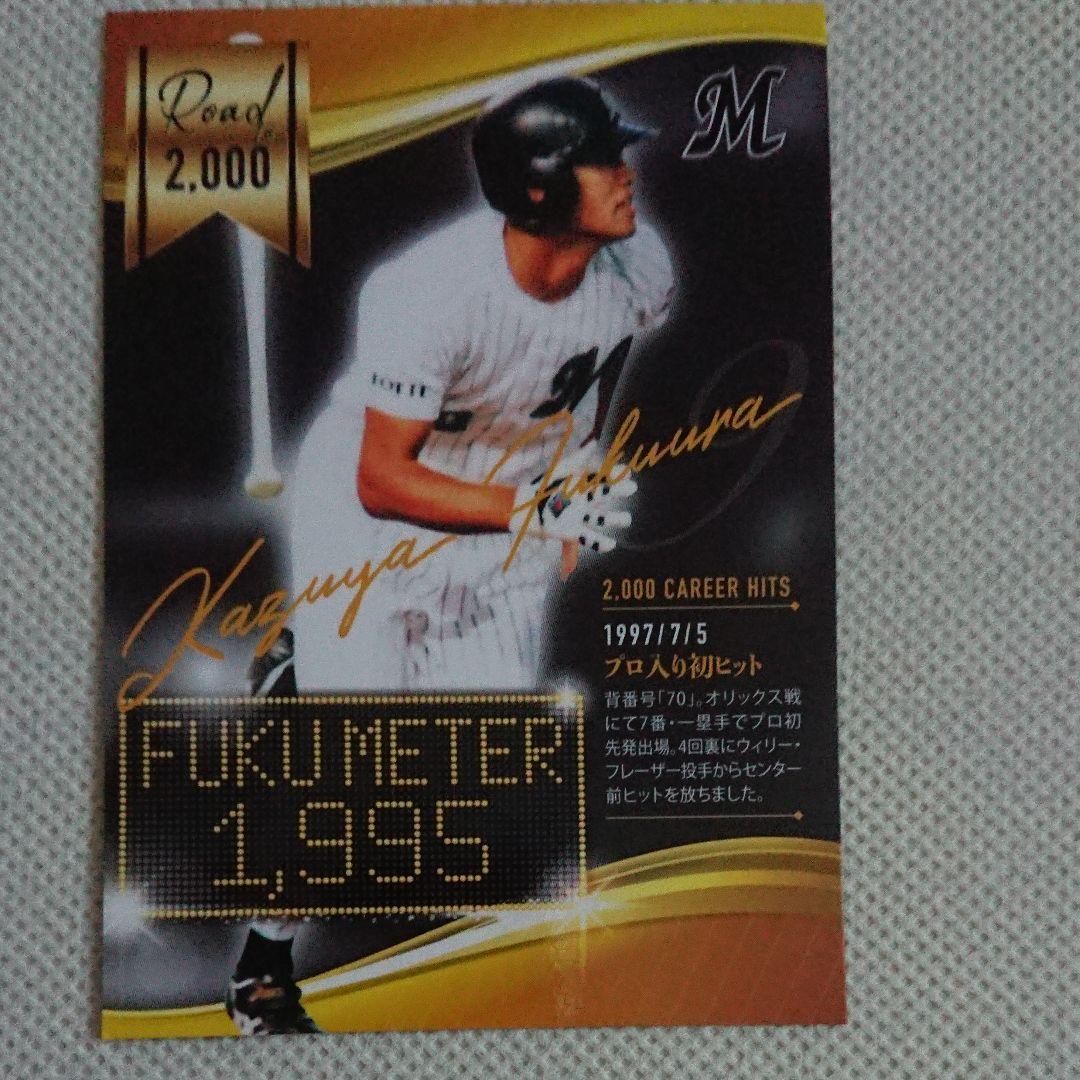 Road
to
2,000
M
LOTTE
M
Kazuya Fukuura
2,000 CAREER HITS
1997/7/5
プロ入り初ヒット
背番号「70」。オリックス戦
にて7番・一塁手でプロ初
先発出場。4回裏にウィリー・
フレーザー投手からセンター
前ヒットを放ちました。
FUKU METER
1,995